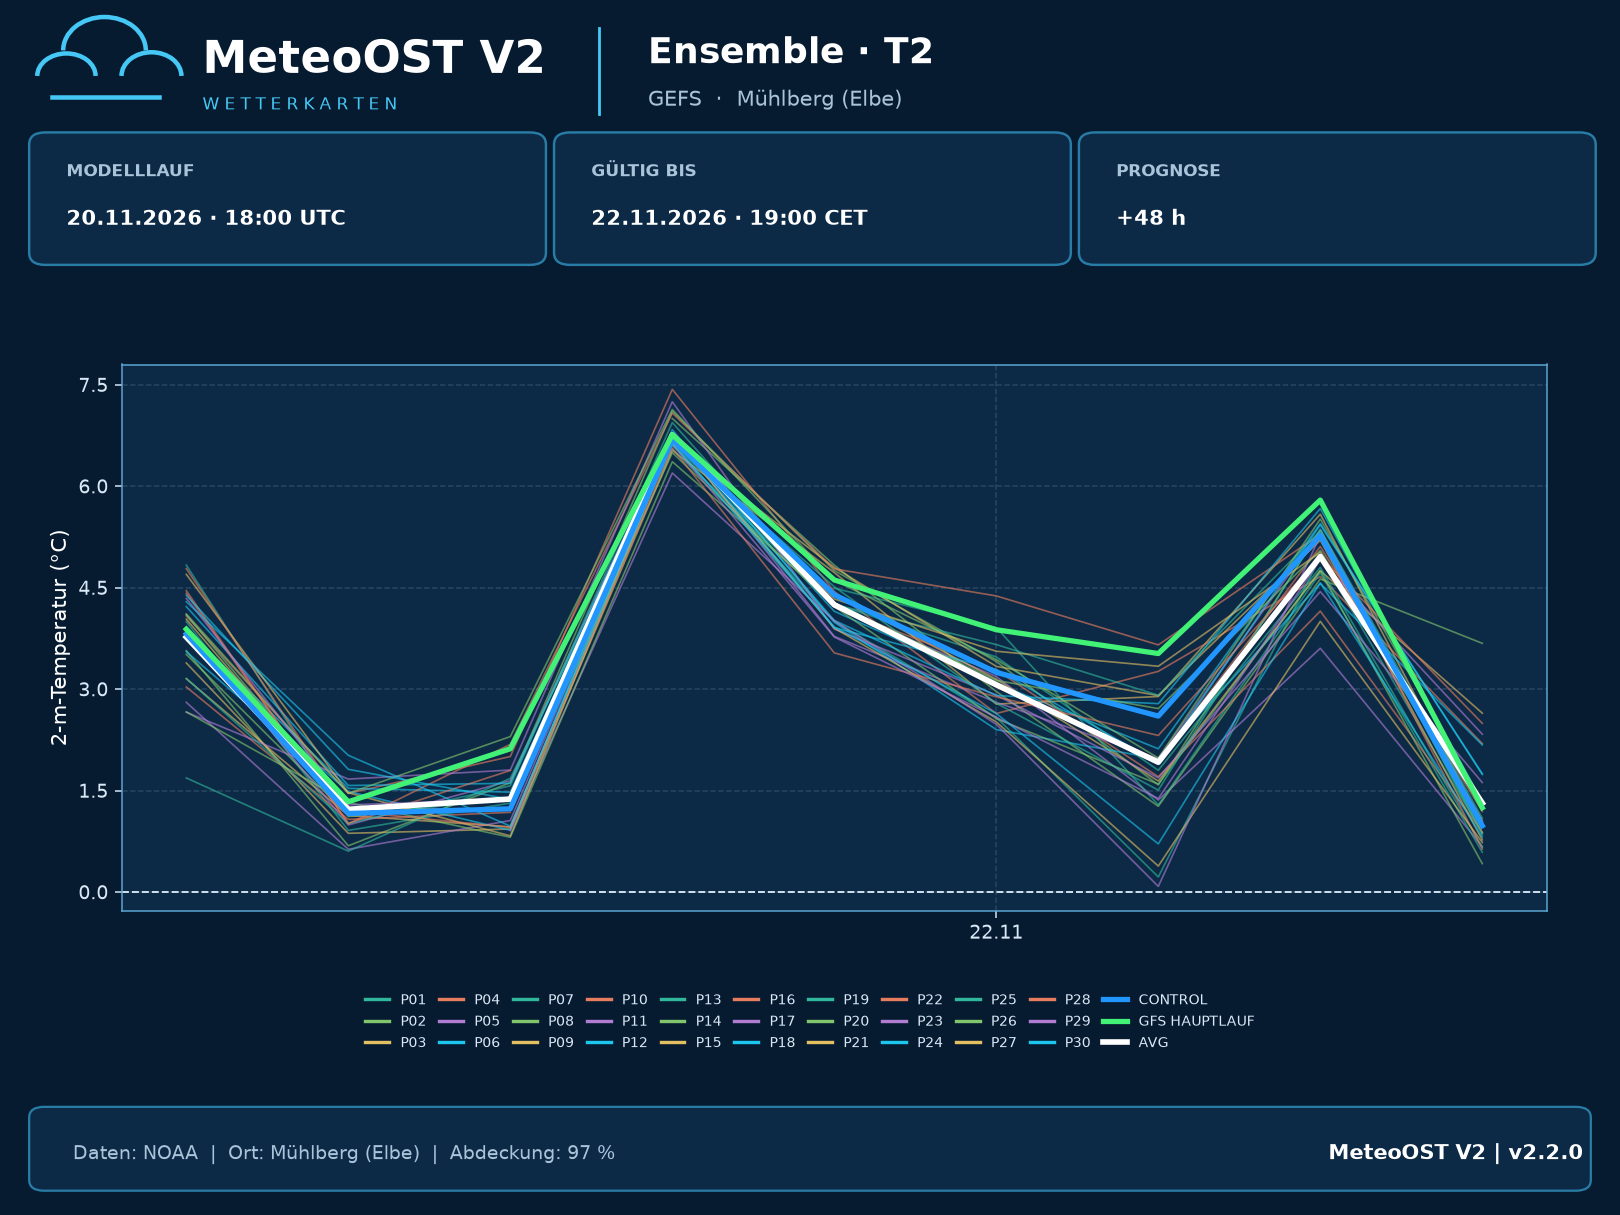 MeteoOST V2
WETTERKARTEN
Ensemble · T2
GEFS · Mühlberg (Elbe)
MODELLLAUF
20.11.2026 · 18:00 UTC
GÜLTIG BIS
22.11.2026 · 19:00 CET
PROGNOSE
+48 h
2-m-Temperatur (°C)
7.5
6.0
4.5
3.0
1.5
0.0
22.11
P01 P04 P07 P10 P13 P16 P19 P22 P25 P28 CONTROL
P02 P05 P08 P11 P14 P17 P20 P23 P26 P29 GFS HAUPTLAUF
P03 P06 P09 P12 P15 P18 P21 P24 P27 P30 AVG
Daten: NOAA | Ort: Mühlberg (Elbe) | Abdeckung: 97 %
MeteoOST V2 | v2.2.0